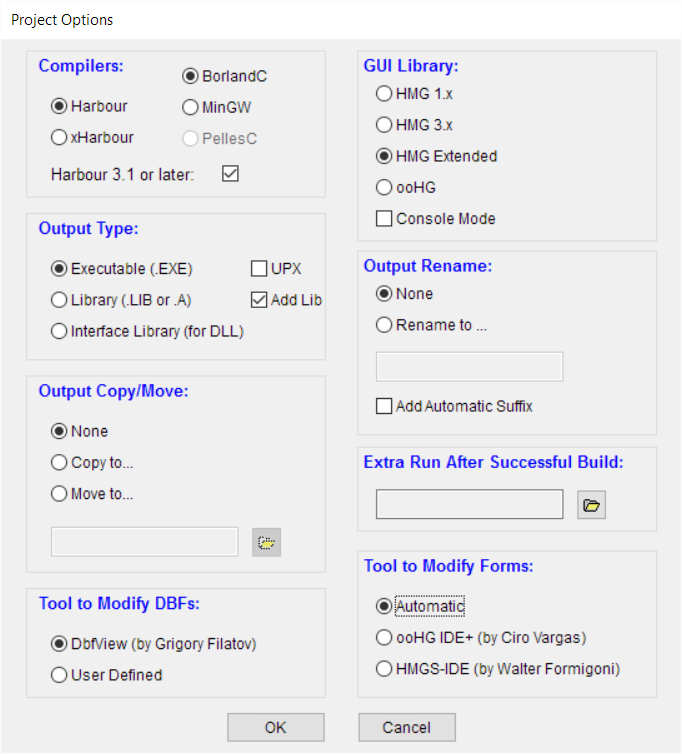 Project Options
Compilers:
BorlandC
Harbour
MinGW
xHarbour
PellesC
Harbour 3.1 or later:
Output Type:
Executable (.EXE)
UPX
Library (.LIB or .A)
Add Lib
Interface Library (for DLL)
Output Copy/Move:
None
Copy to...
Move to...
Tool to Modify DBFs:
DbfView (by Grigory Filatov)
User Defined
GUI Library:
HMG 1.x
HMG 3.x
HMG Extended
ooHG
Console Mode
Output Rename:
None
Rename to ...
Add Automatic Suffix
Extra Run After Successful Build:
Tool to Modify Forms:
Automatic
ooHG IDE+ (by Ciro Vargas)
HMGS-IDE (by Walter Formigoni)
OK
Cancel